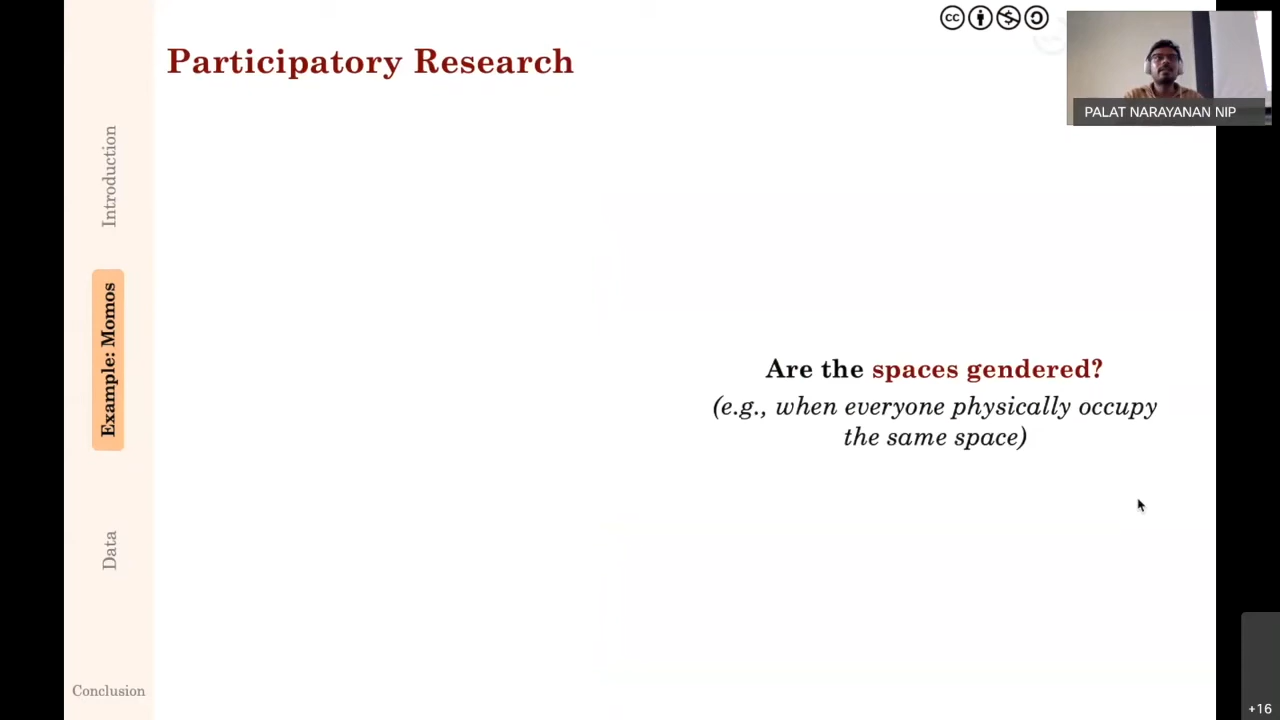 Participatory Research
PALAT NARAYANAN NIP
Introduction
Example: Momos
Data
Conclusion
Are the spaces gendered?
(e.g., when everyone physically occupy
the same space)
+16